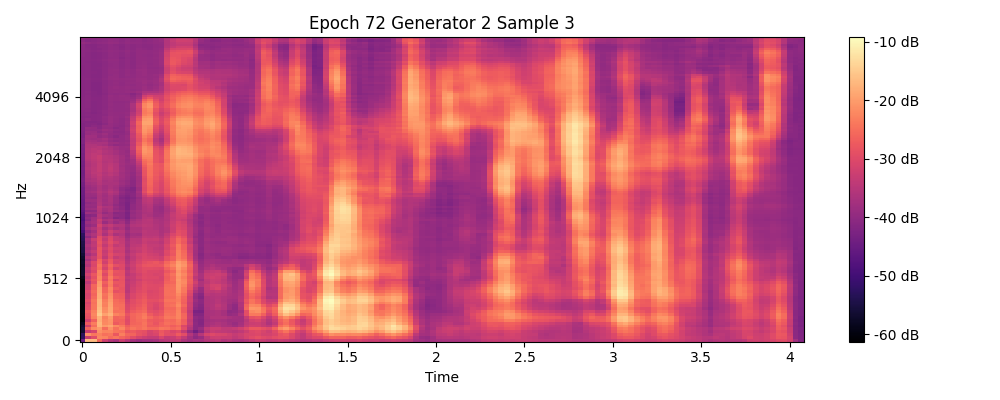 Epoch 72 Generator 2 Sample 3
Hz
4096
2048
1024
512
0
0 0.5 1 1.5 2 2.5 3 3.5 4
Time
-10 dB
-20 dB
-30 dB
-40 dB
-50 dB
-60 dB